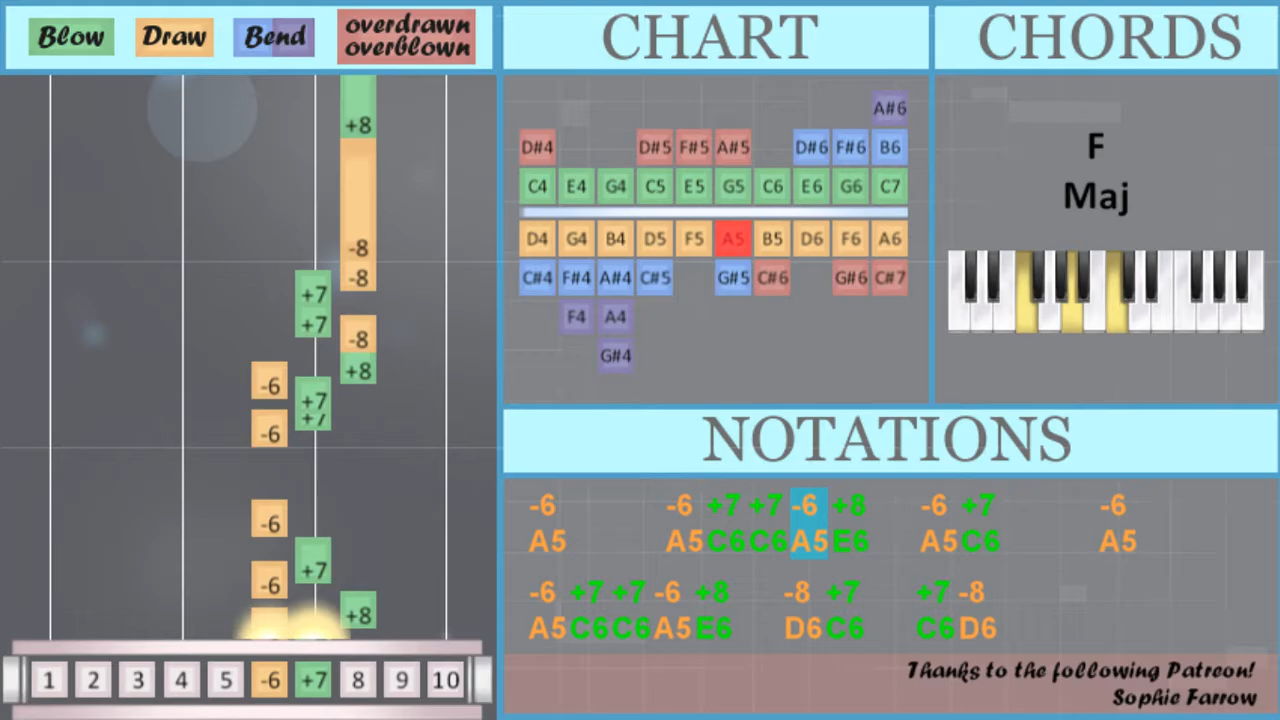 Blow Draw Bend overdrawn
overblown
CHART
CHORDS
+8
-8
-8
+7
+7
-8
+8
-6
+7
+7
-6
-6
+7
-6
+8
1 2 3 4 5 -6 +7 8 9 10
A#6
D#4 D#5 F#5 A#5 D#6 F#6 B6
C4 E4 G4 C5 E5 G5 C6 E6 G6 C7
D4 G4 B4 D5 F5 A5 B5 D6 F6 A6
C#4 F#4 A#4 C#5 G#5 C#6 G#6 C#7
F4 A4
G#4
F
Maj
NOTATIONS
-6 -6 +7 +7 -6 +8 -6 +7 -6
A5 A5 C6 C6 A5 E6 A5 C6 A5
-6 +7 +7 -6 +8 -8 +7 +7 -8
A5 C6 C6 A5 E6 D6 C6 C6 D6
Thanks to the following Patreon!
Sophie Farrow